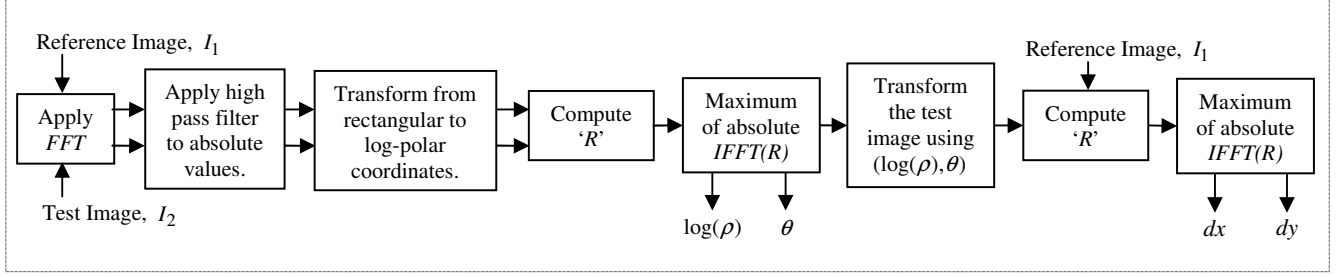 Reference Image, I1
Apply
FFT
Test Image, I2
Apply high
pass filter
to absolute
values.
Transform from
rectangular to
log-polar
coordinates.
Compute
‘R’
Maximum
of absolute
IFFT(R)
log(ρ)
θ
Transform
the test
image using
(log(ρ),θ)
Reference Image, I1
Compute
‘R’
Maximum
of absolute
IFFT(R)
dx
dy